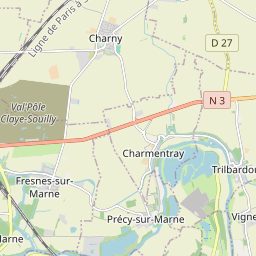 Ligne de Paris à S
Charny
D 27
N 3
Val'Pôle
Claye-Souilly
Charmentray
Trilbardou
Fresnes-sur-
Marne
Précy-sur-Marne
Vigne
Marne